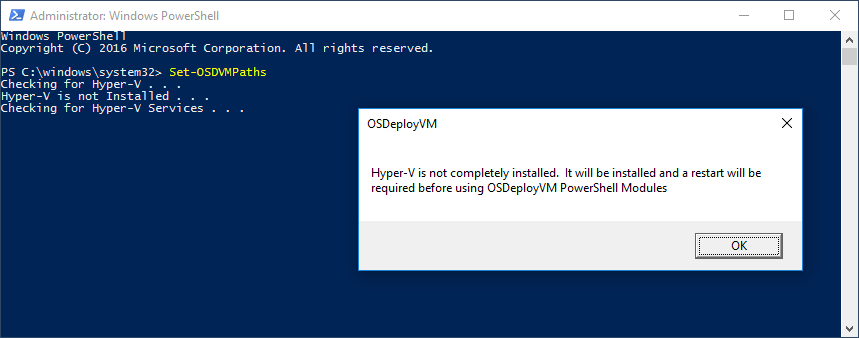 Administrator: Windows PowerShell
Windows PowerShell
Copyright (C) 2016 Microsoft Corporation. All rights reserved.
PS C:\windows\system32> Set-OSDVMPaths
Checking for Hyper-V . . .
Hyper-V is not Installed . . .
Checking for Hyper-V Services . . .
OSDeployVM
Hyper-V is not completely installed.  It will be installed and a restart will be
required before using OSDeployVM PowerShell Modules
OK